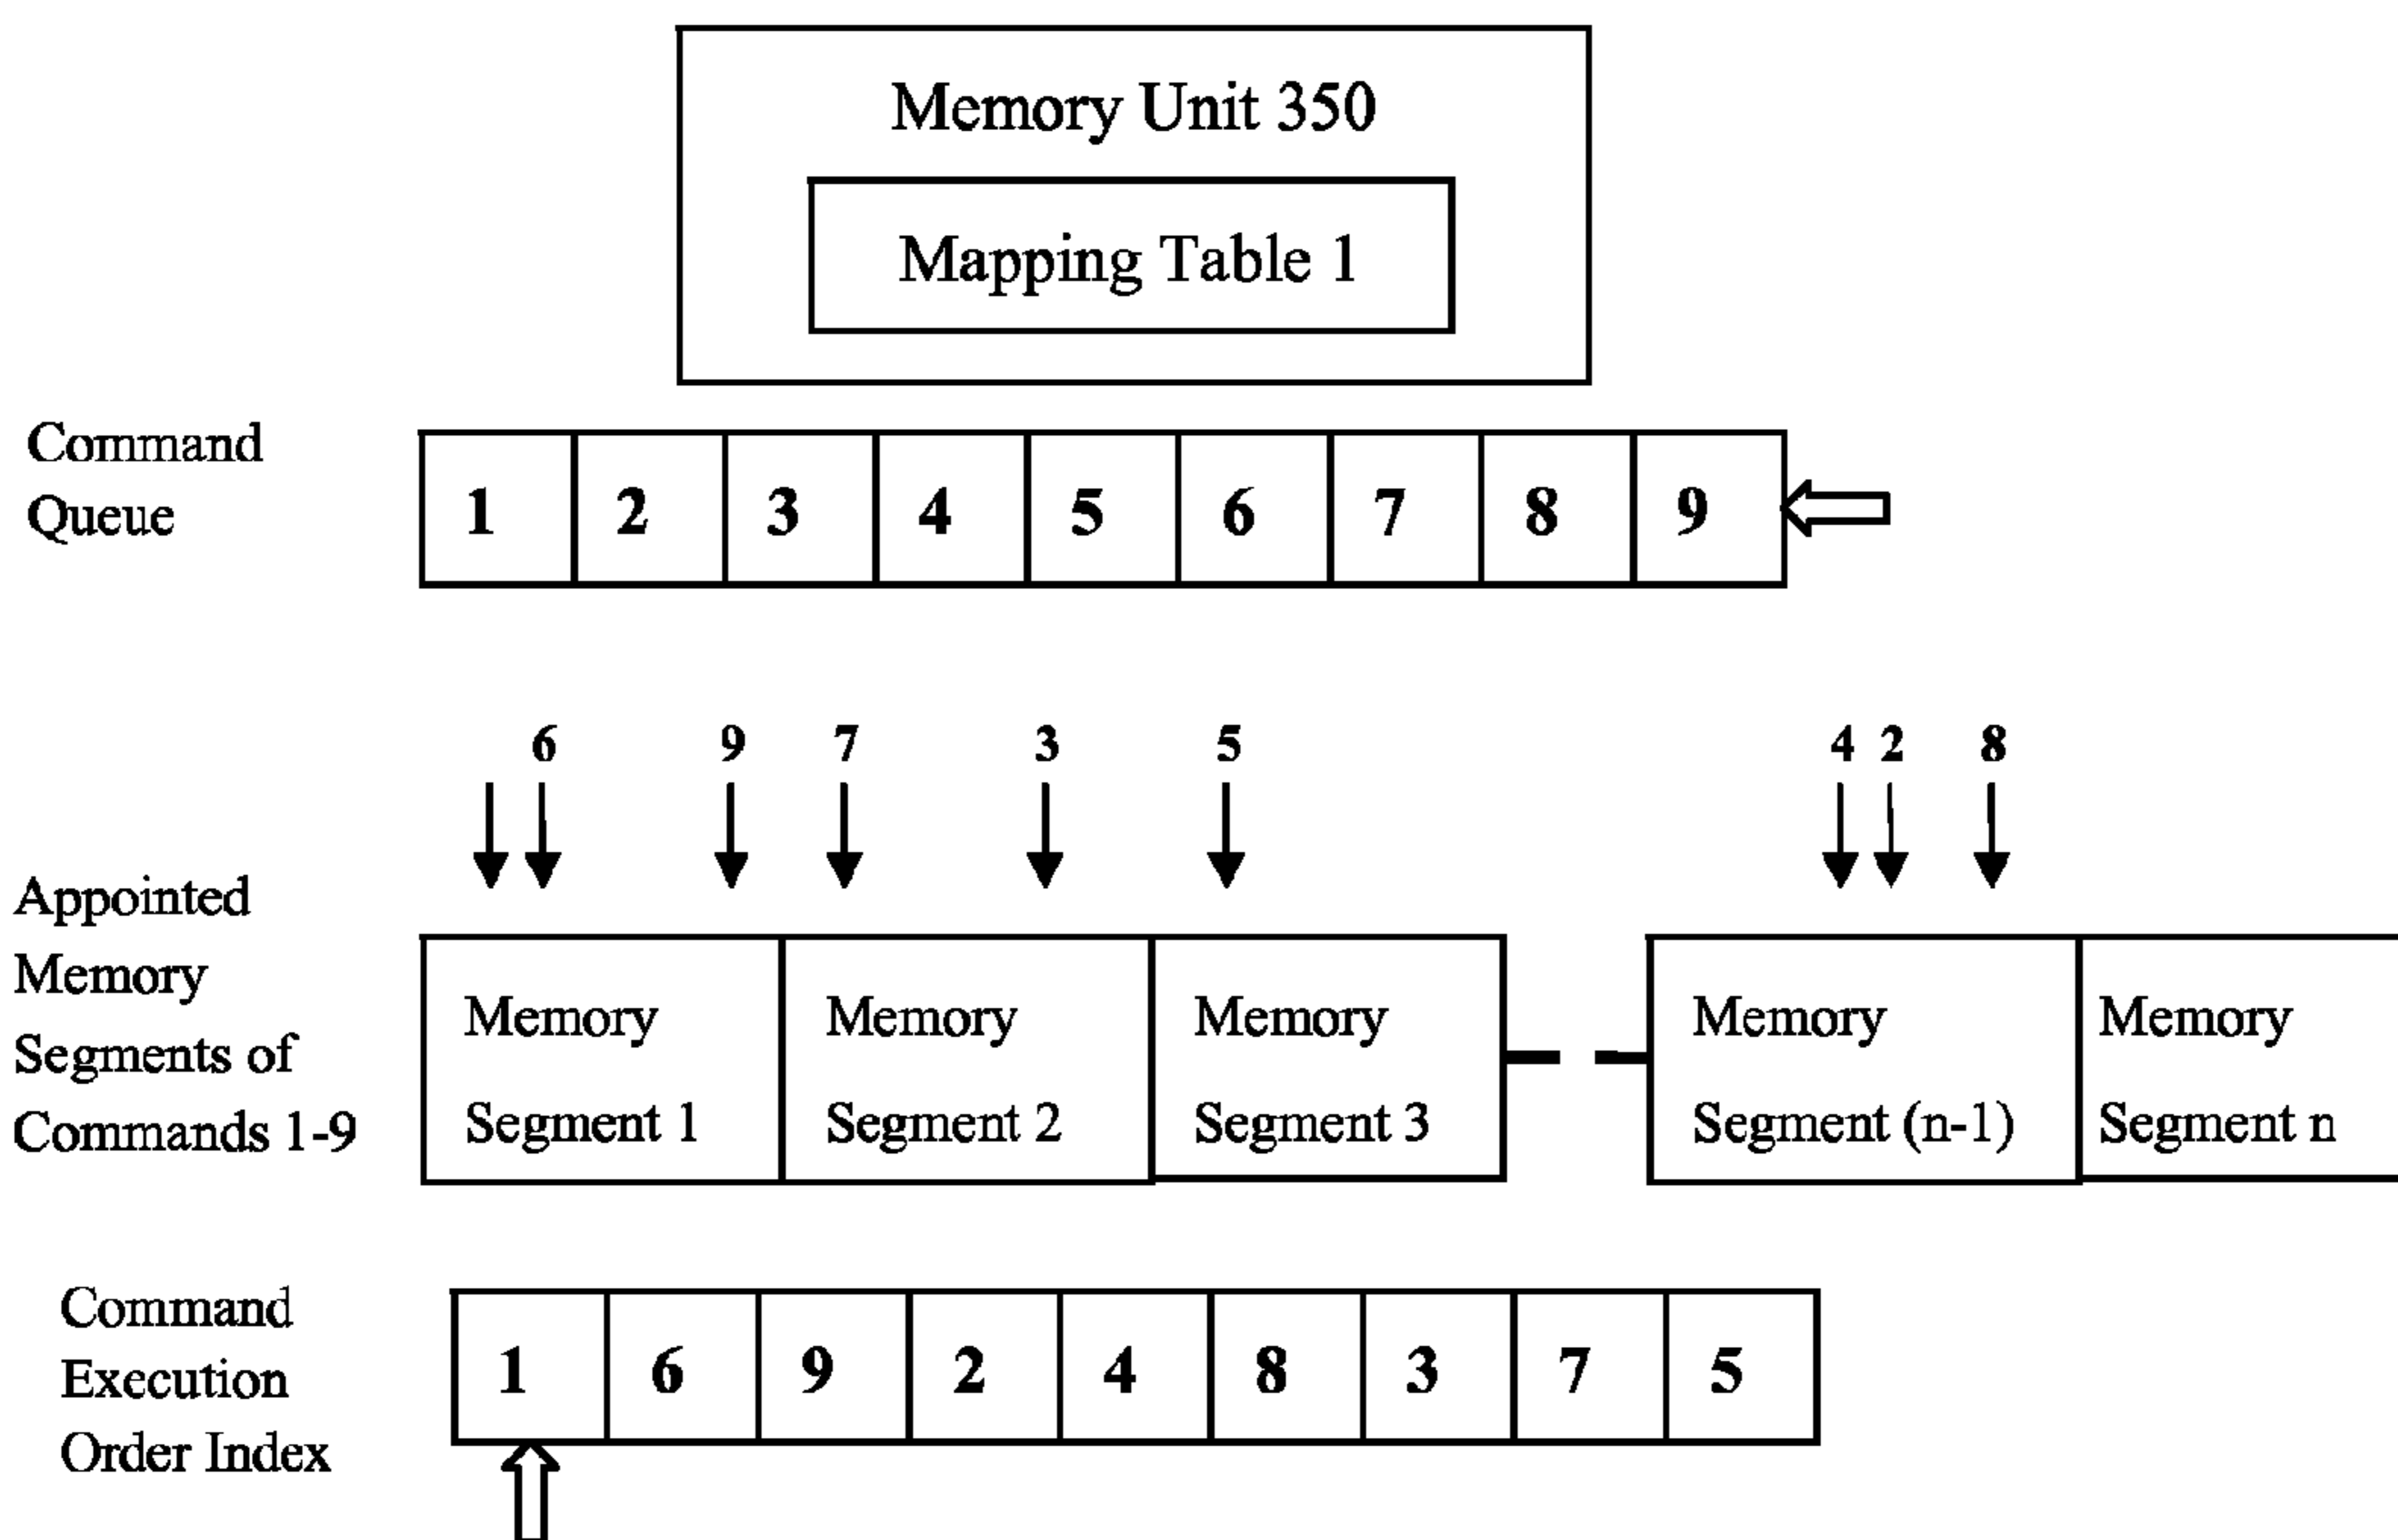 Memory Unit 350
Mapping Table 1
Command
Queue
1 2 3 4 5 6 7 8 9
6 9 7 3 5 4 2 8
Appointed
Memory
Segments of
Commands 1-9
Memory
Segment 1
Memory
Segment 2
Memory
Segment 3
Memory
Segment (n-1)
Memory
Segment n
Command
Execution
Order Index
1 6 9 2 4 8 3 7 5